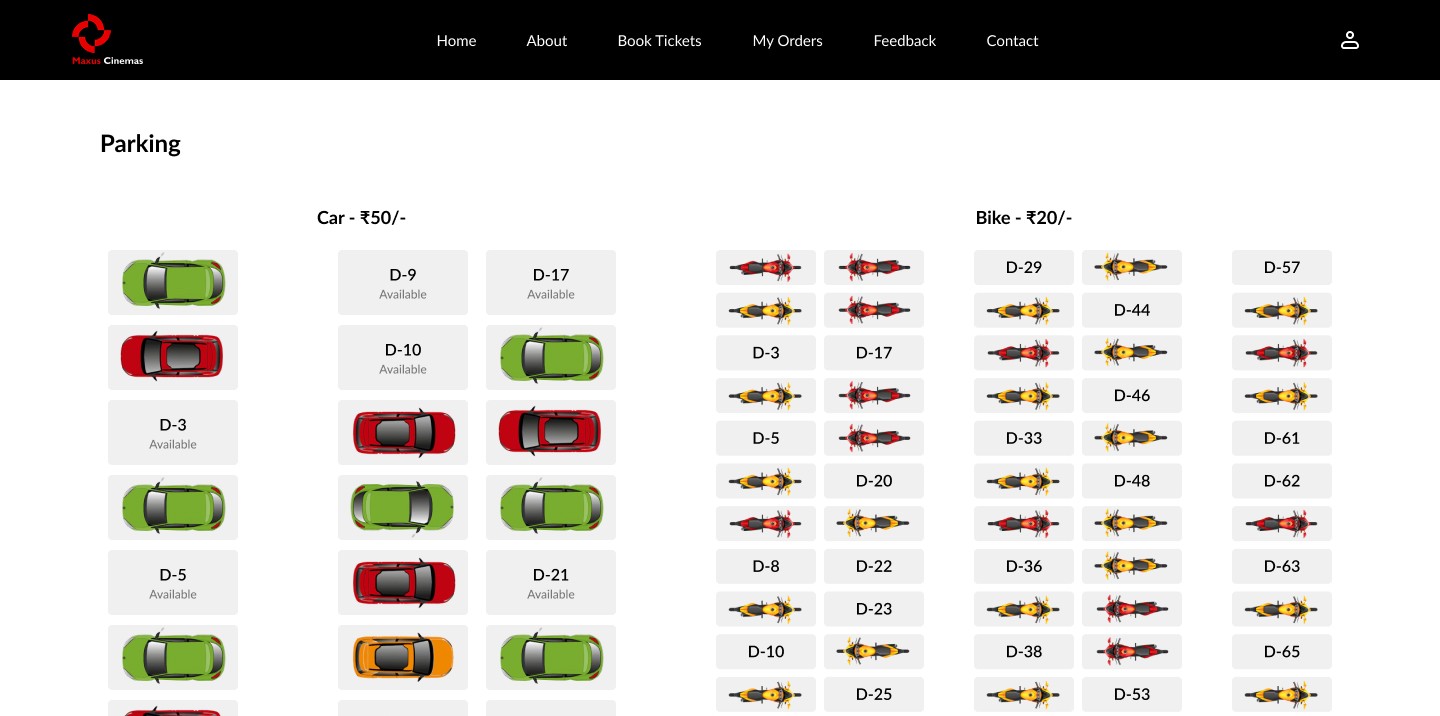 Maxus Cinemas
Home
About
Book Tickets
My Orders
Feedback
Contact
Parking
Car - ₹50/-
D-9
Available
D-17
Available
D-10
Available
D-3
Available
D-5
Available
D-21
Available
Bike - ₹20/-
D-29
D-57
D-44
D-3
D-17
D-46
D-5
D-33
D-61
D-20
D-48
D-62
D-8
D-22
D-36
D-63
D-23
D-10
D-38
D-65
D-25
D-53